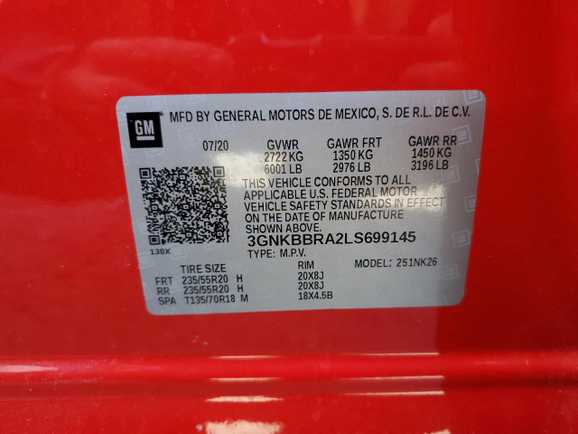 GM
MFD BY GENERAL MOTORS DE MEXICO, S. DE R.L. DE C.V.
07/20 GVWR GAWR FRT GAWR RR
2722 KG 1350 KG 1450 KG
6001 LB 2976 LB 3196 LB
THIS VEHICLE CONFORMS TO ALL
APPLICABLE U.S. FEDERAL MOTOR
VEHICLE SAFETY STANDARDS IN EFFECT
ON THE DATE OF MANUFACTURE
SHOWN ABOVE.
138X
3GNKBBRA2LS699145
TYPE: M.P.V. MODEL: 251NK26
TIRE SIZE RIM
FRT 235/55R20 H 20X8J
RR 235/55R20 H 20X8J
SPA T135/70R18 M 18X4.5B